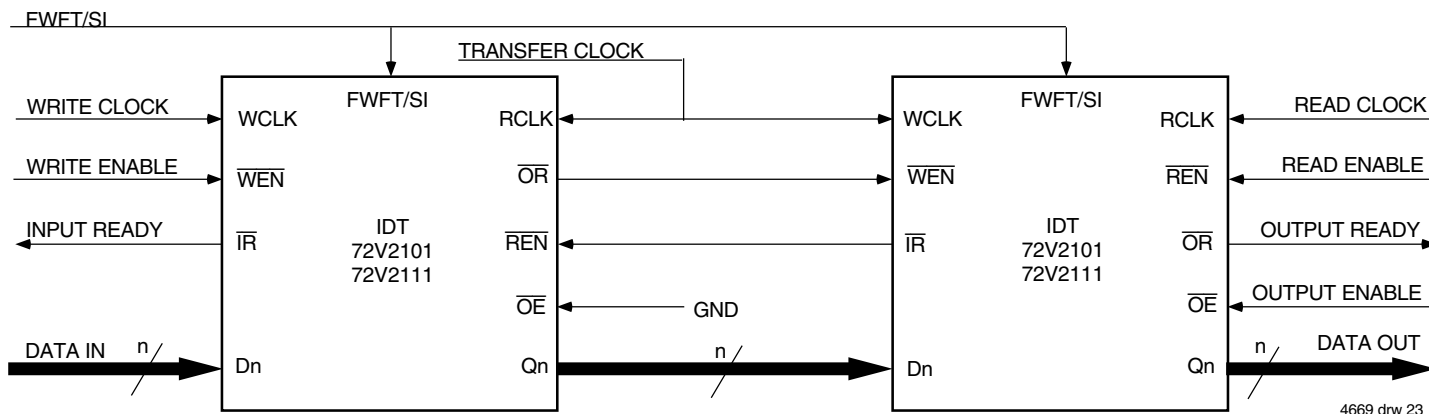 FWFT/SI
TRANSFER CLOCK
FWFT/SI
FWFT/SI
WRITE CLOCK
WCLK
RCLK
WCLK
RCLK
READ CLOCK
WRITE ENABLE
WEN
OR
WEN
REN
READ ENABLE
INPUT READY
IR
IDT
72V2101
72V2111
REN
IR
IDT
72V2101
72V2111
OR
OUTPUT READY
OE
GND
OE
OUTPUT ENABLE
DATA IN
n
Dn
Qn
n
Dn
Qn
n
DATA OUT
4669 drw 23